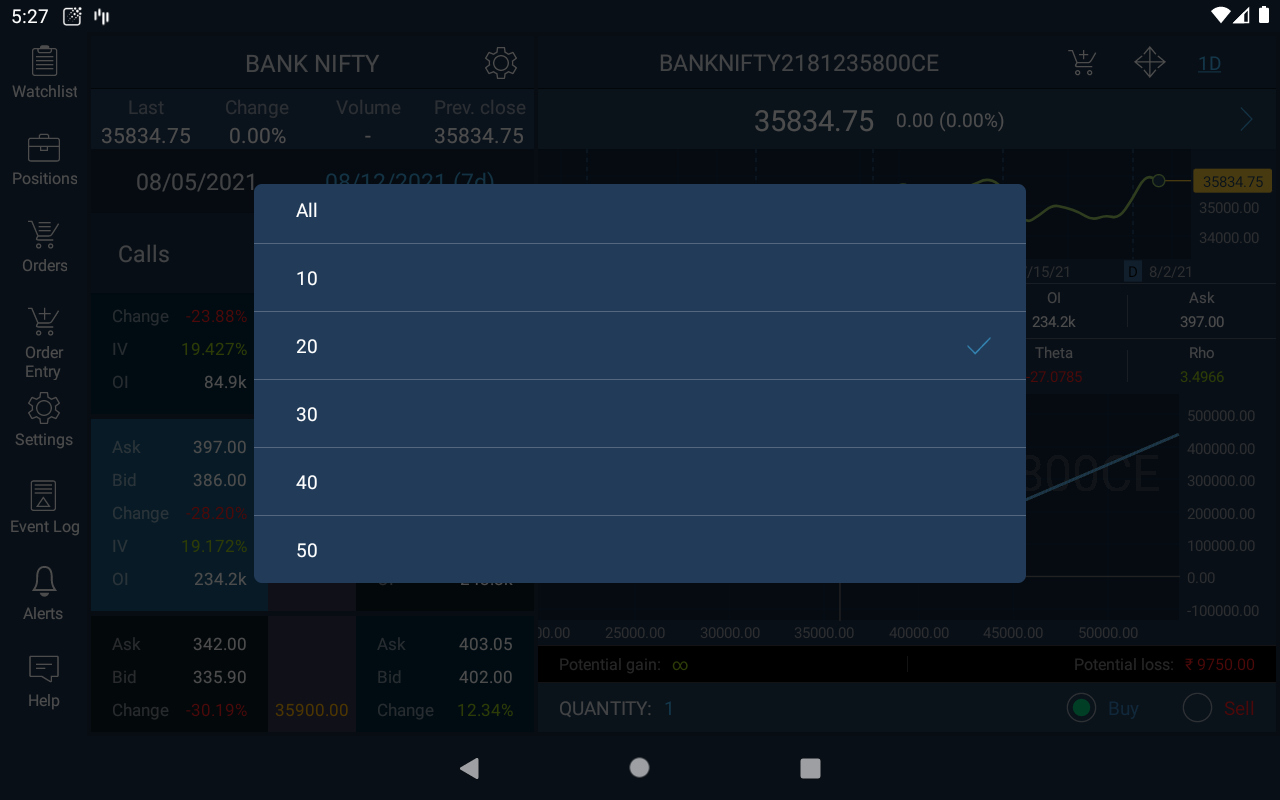 5:27
Watchlist
Positions
Orders
Order
Entry
Settings
Event Log
Alerts
Help
BANK NIFTY
Last Change Volume Prev. close
35834.75 0.00% - 35834.75
08/05/2021 08/12/2021 (7d)
Calls
Change -23.88%
IV 19.427%
OI 84.9k
Ask 397.00
Bid 386.00
Change -28.20%
IV 19.172%
OI 234.2k
Ask 342.00
Bid 335.90
Change -30.19%
35900.00
Ask 403.05
Bid 402.00
Change 12.34%
All
10
20
30
40
50
BANKNIFTY2181235800CE
1D
35834.75 0.00 (0.00%)
35834.75
35000.00
34000.00
/15/21 D 8/2/21
OI Ask
234.2k 397.00
Theta Rho
-27.0785 3.4966
800CE
500000.00
400000.00
300000.00
200000.00
100000.00
0.00
-100000.00
00.00 25000.00 30000.00 35000.00 40000.00 45000.00 50000.00
Potential gain: ∞ Potential loss: ₹ 9750.00
QUANTITY: 1 Buy Sell